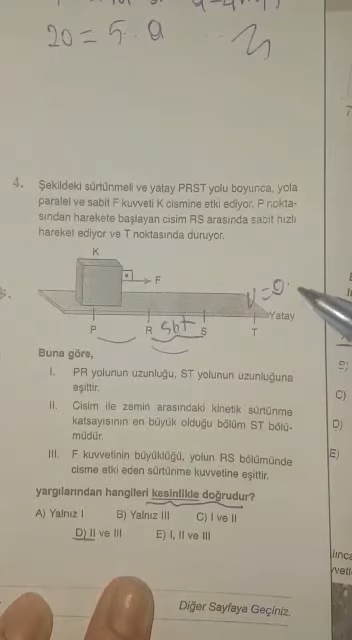 20 = 5 . a
4. Şekildeki sürtünmeli ve yatay PRST yolu boyunca, yola
paralel ve sabit F kuvveti K cismine etki ediyor. P nokta-
sından harekete başlayan cisim RS arasında sabit hızlı
hareket ediyor ve T noktasında duruyor.
K
F
V = 0
Yatay
P R sbt S T
Buna göre,
I. PR yolunun uzunluğu, ST yolunun uzunluğuna
eşittir.
II. Cisim ile zemin arasındaki kinetik sürtünme
katsayısının en büyük olduğu bölüm ST bölü-
müdür.
III. F kuvvetinin büyüklüğü, yolun RS bölümünde
cisme etki eden sürtünme kuvvetine eşittir.
yargılarından hangileri kesinlikle doğrudur?
A) Yalnız I B) Yalnız III C) I ve II
D) II ve III E) I, II ve III
Diğer Sayfaya Geçiniz.
7
C)
D)
E)